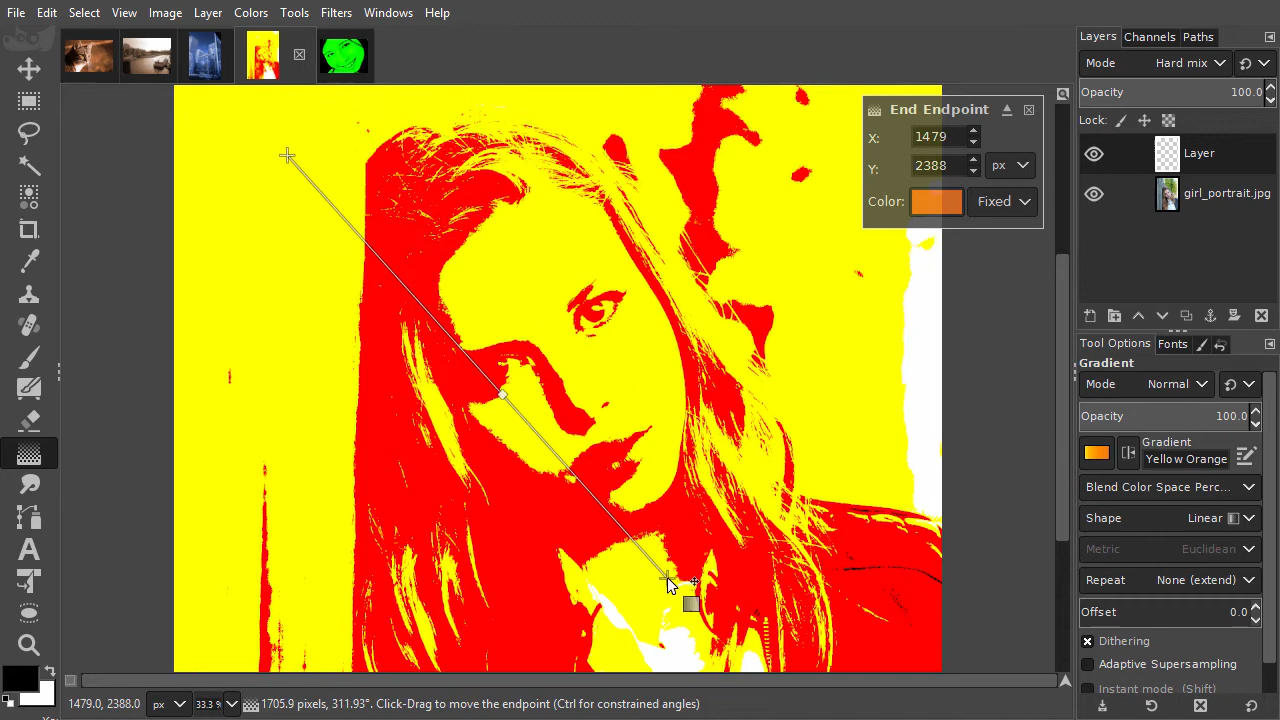 File Edit Select View Image Layer Colors Tools Filters Windows Help
Layers Channels Paths
Mode Hard mix
Opacity 100.0
Lock:
Layer
girl_portrait.jpg
End Endpoint
X: 1479
Y: 2388 px
Color: Fixed
Tool Options Fonts
Gradient
Mode Normal
Opacity 100.0
Gradient
Yellow Orange
Blend Color Space Perc...
Shape Linear
Metric Euclidean
Repeat: None (extend)
Offset 0.0
Dithering
Adaptive Supersampling
Instant mode (Shift)
1479.0, 2388.0 px 33.3 1705.9 pixels, 311.93°. Click-Drag to move the endpoint (Ctrl for constrained angles)